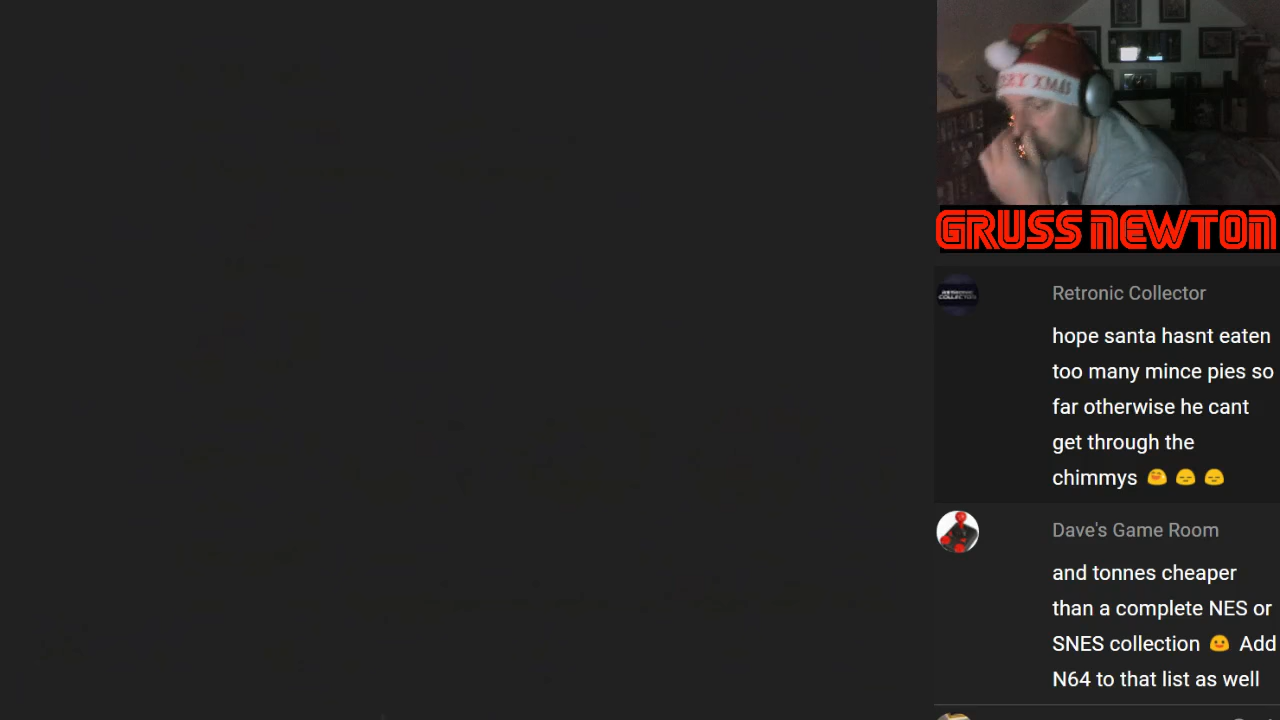 ERY XMAS
GRUSS NEWTON
Retronic Collector
hope santa hasnt eaten
too many mince pies so
far otherwise he cant
get through the
chimmys 😊 😑 😑
Dave's Game Room
and tonnes cheaper
than a complete NES or
SNES collection 🙂 Add
N64 to that list as well